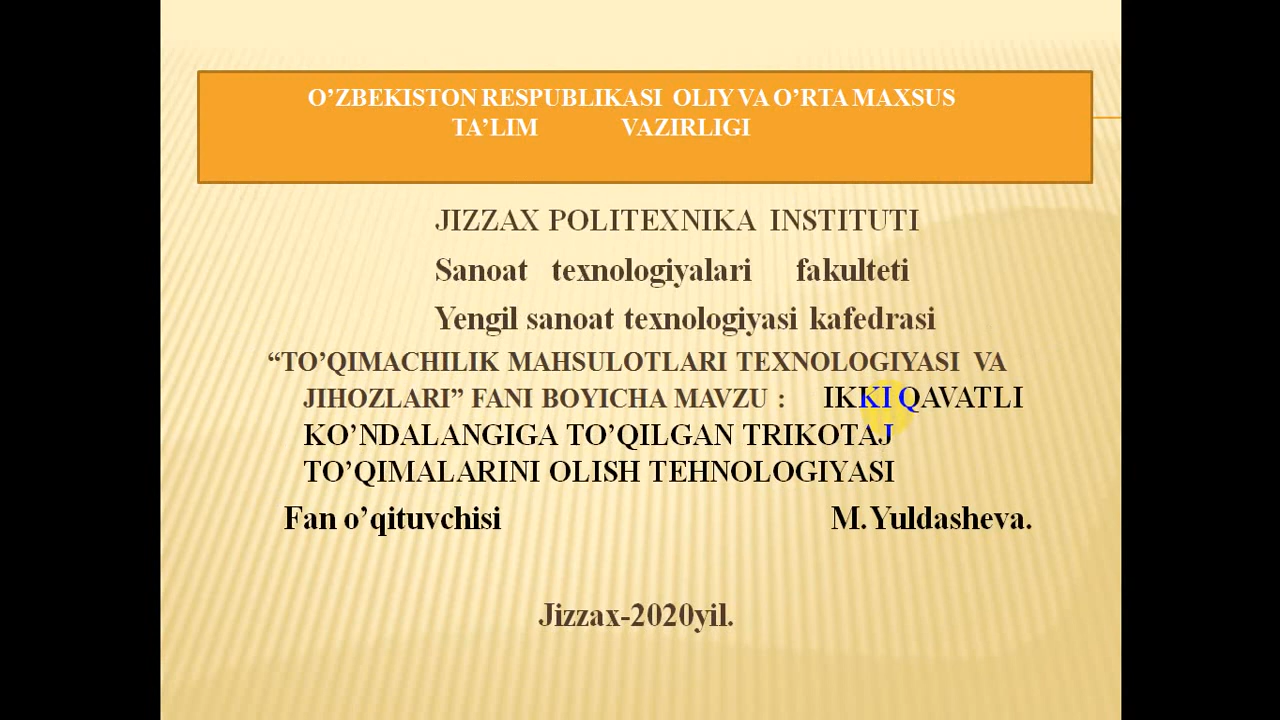 O’ZBEKISTON RESPUBLIKASI OLIY VA O’RTA MAXSUS
TA’LIM VAZIRLIGI
JIZZAX POLITEXNIKA INSTITUTI
Sanoat texnologiyalari fakulteti
Yengil sanoat texnologiyasi kafedrasi
“TO’QIMACHILIK MAHSULOTLARI TEXNOLOGIYASI VA
JIHOZLARI” FANI BOYICHA MAVZU : IKKI QAVATLI
KO’NDALANGIGA TO’QILGAN TRIKOTAJ
TO’QIMALARINI OLISH TEHNOLOGIYASI
Fan o’qituvchisi M.Yuldasheva.
Jizzax-2020yil.